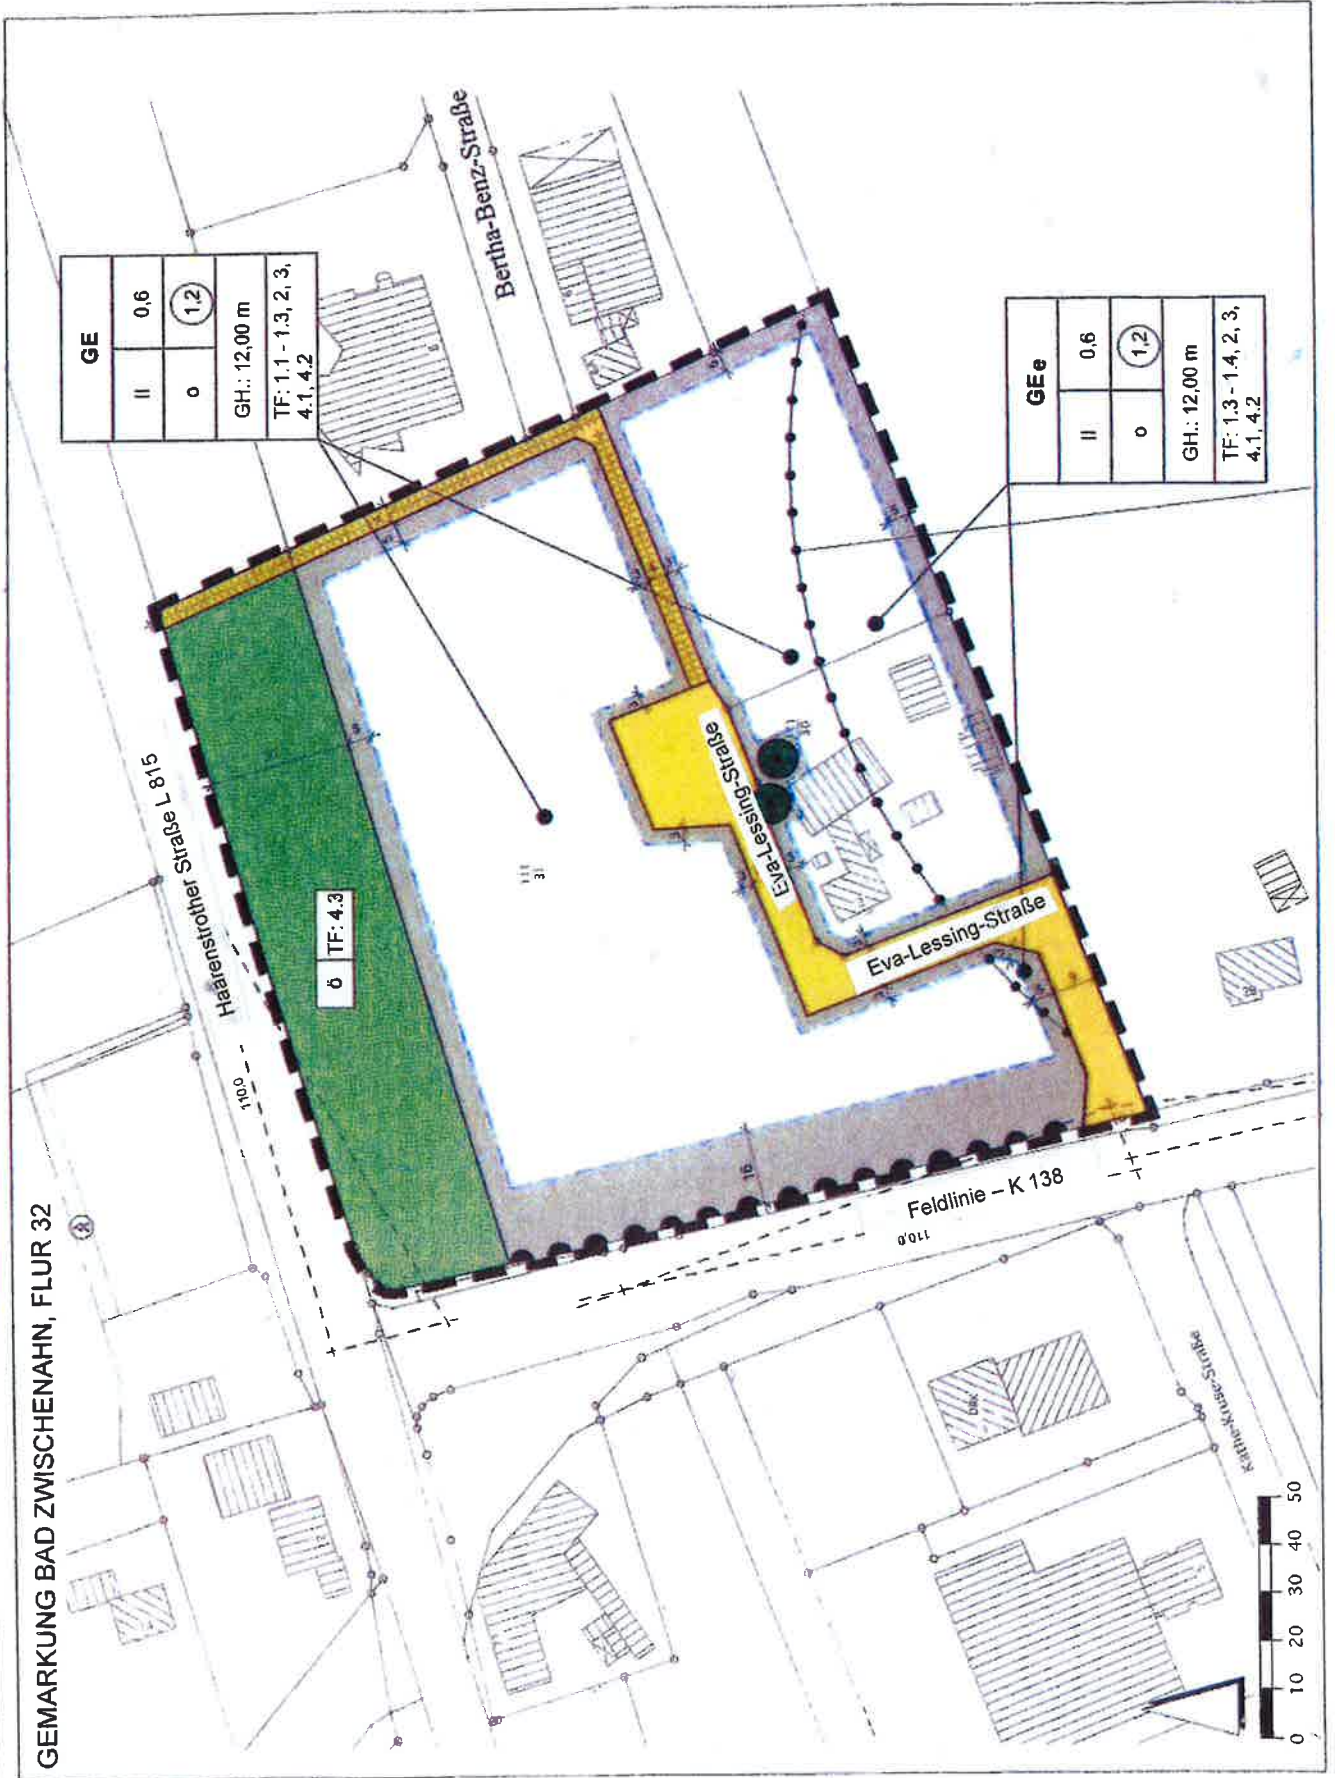 GEMARKUNG BAD ZWISCHENAHN, FLUR 32
Haarenstrother Straße L 815
110,0
ö TF: 4.3
GE
II 0,6
o 1,2
GH.: 12,00 m
TF: 1.1 - 1.3, 2, 3,
4.1, 4.2
Bertha-Benz-Straße
Eva-Lessing-Straße
Eva-Lessing-Straße
GEe
II 0,6
o 1,2
GH.: 12,00 m
TF: 1.3 - 1.4, 2, 3,
4.1, 4.2
16
Feldlinie – K 138
110,0
DRK
Käthe-Kruse-Straße
0 10 20 30 40 50